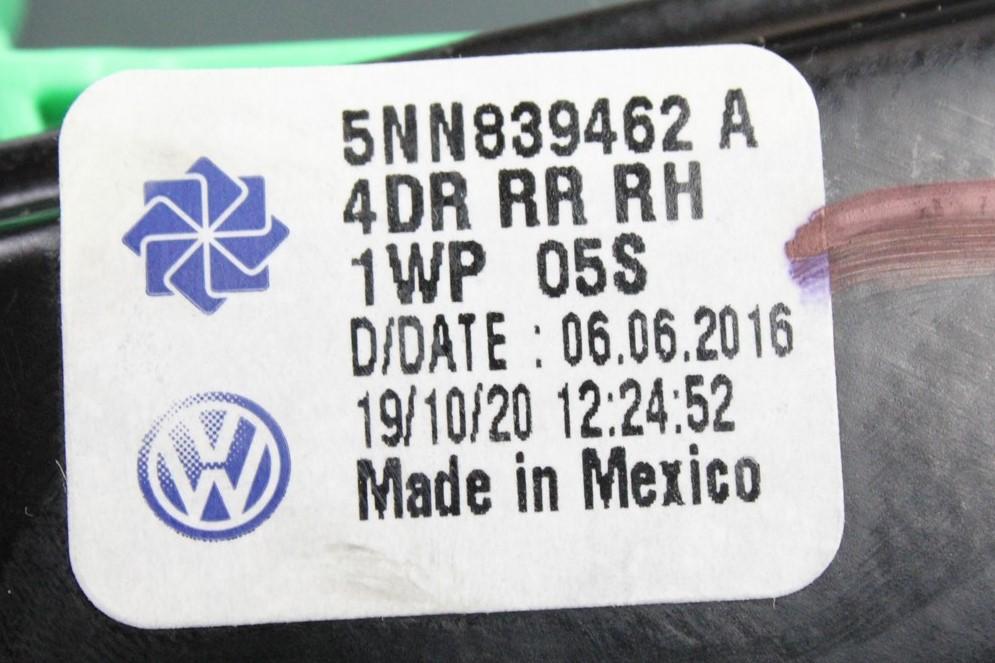 5NN839462 A
4DR RR RH
1WP 05S
D/DATE : 06.06.2016
19/10/20 12:24:52
Made in Mexico
VW